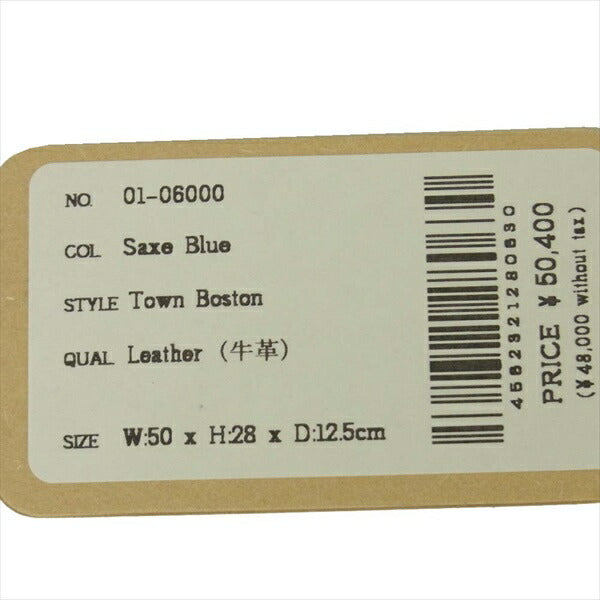 NO. 01-06000
COL Saxe Blue
STYLE Town Boston
QUAL Leather (牛革)
SIZE W:50 x H:28 x D:12.5cm
4562321280630
PRICE ¥ 50,400
(¥48,000 without tax)